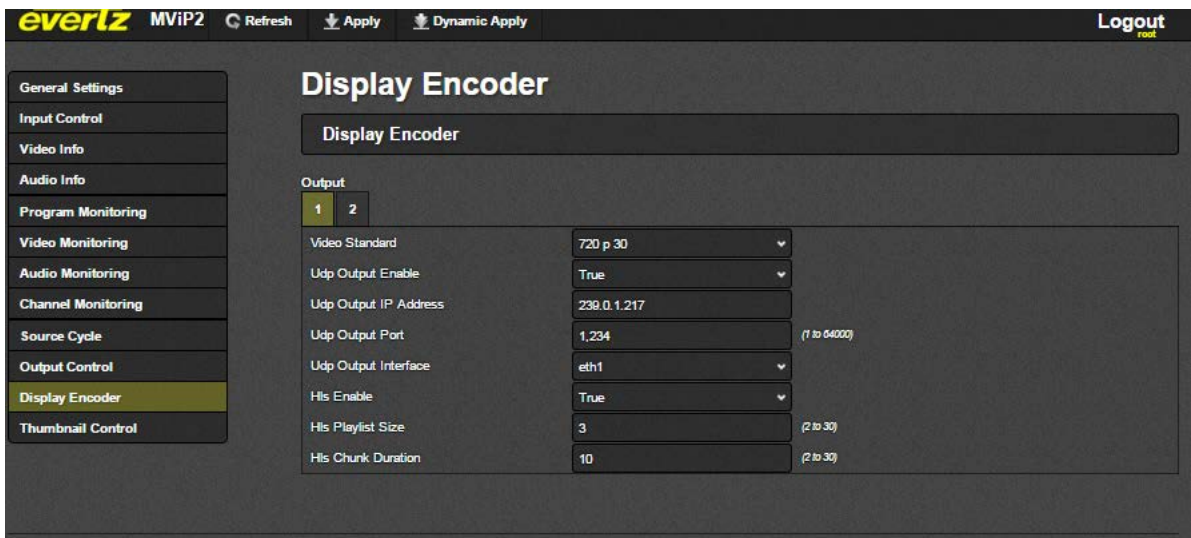 evertz MViP2 Refresh Apply Dynamic Apply Logout
root
General Settings
Input Control
Video Info
Audio Info
Program Monitoring
Video Monitoring
Audio Monitoring
Channel Monitoring
Source Cycle
Output Control
Display Encoder
Thumbnail Control
Display Encoder
Display Encoder
Output
1 2
Video Standard 720 p 30
Udp Output Enable True
Udp Output IP Address 239.0.1.217
Udp Output Port 1,234 (1 to 64000)
Udp Output Interface eth1
Hls Enable True
Hls Playlist Size 3 (2 to 30)
Hls Chunk Duration 10 (2 to 30)